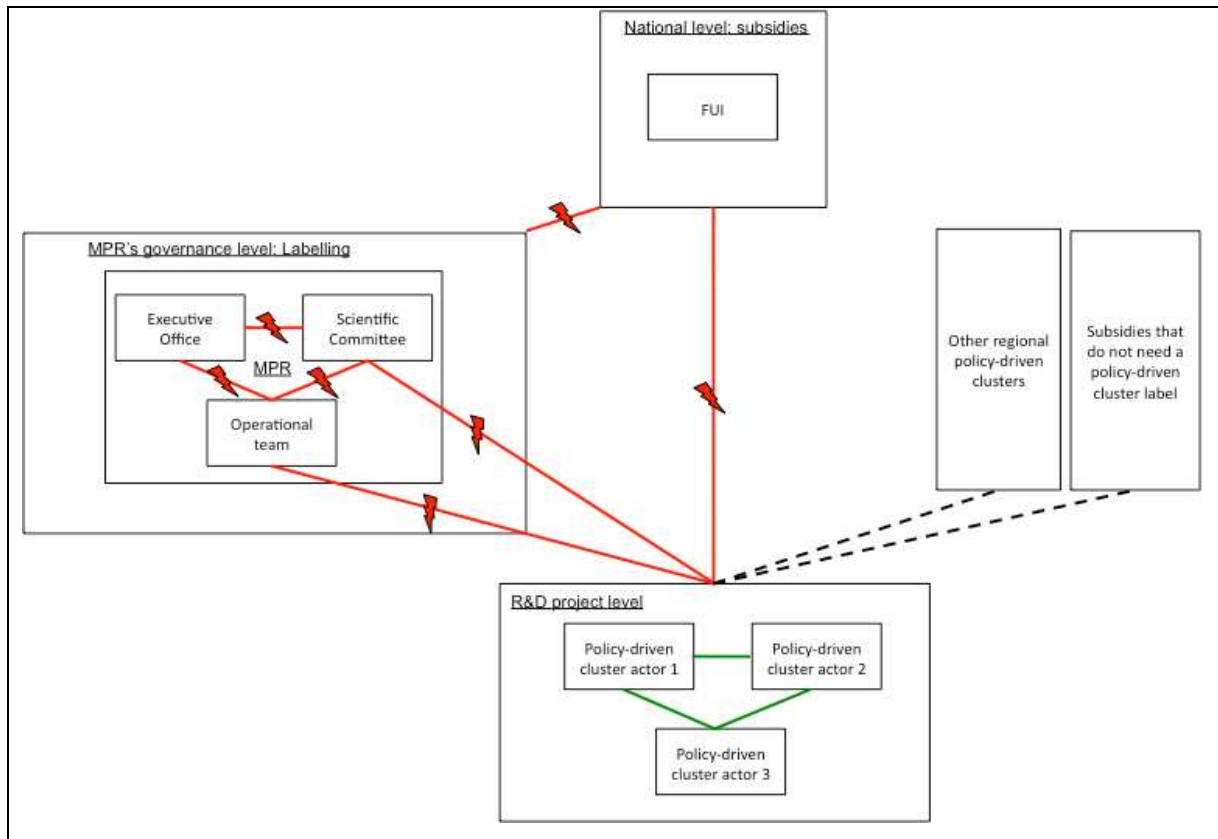 National level: subsidies
FUI
MPR's governance level: Labelling
Executive
Office
Scientific
Committee
MPR
Operational
team
Other regional
policy-driven
clusters
Subsidies that
do not need a
policy-driven
cluster label
R&D project level
Policy-driven
cluster actor 1
Policy-driven
cluster actor 2
Policy-driven
cluster actor 3